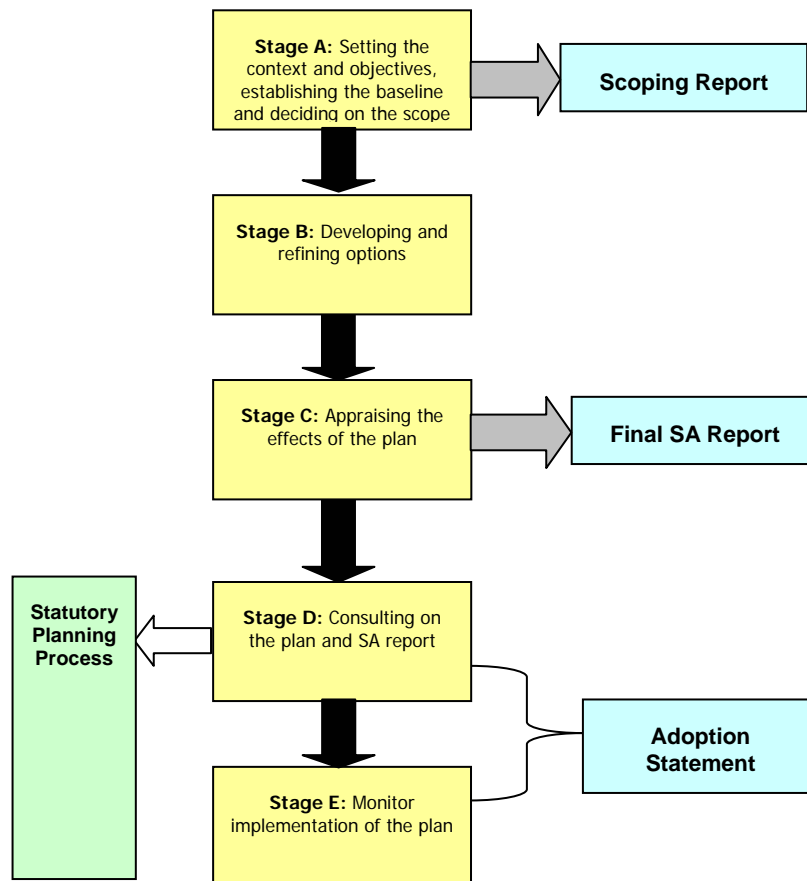 Stage A: Setting the
context and objectives,
establishing the baseline
and deciding on the scope
Scoping Report
Stage B: Developing and
refining options
Stage C: Appraising the
effects of the plan
Final SA Report
Statutory
Planning
Process
Stage D: Consulting on
the plan and SA report
Adoption
Statement
Stage E: Monitor
implementation of the plan